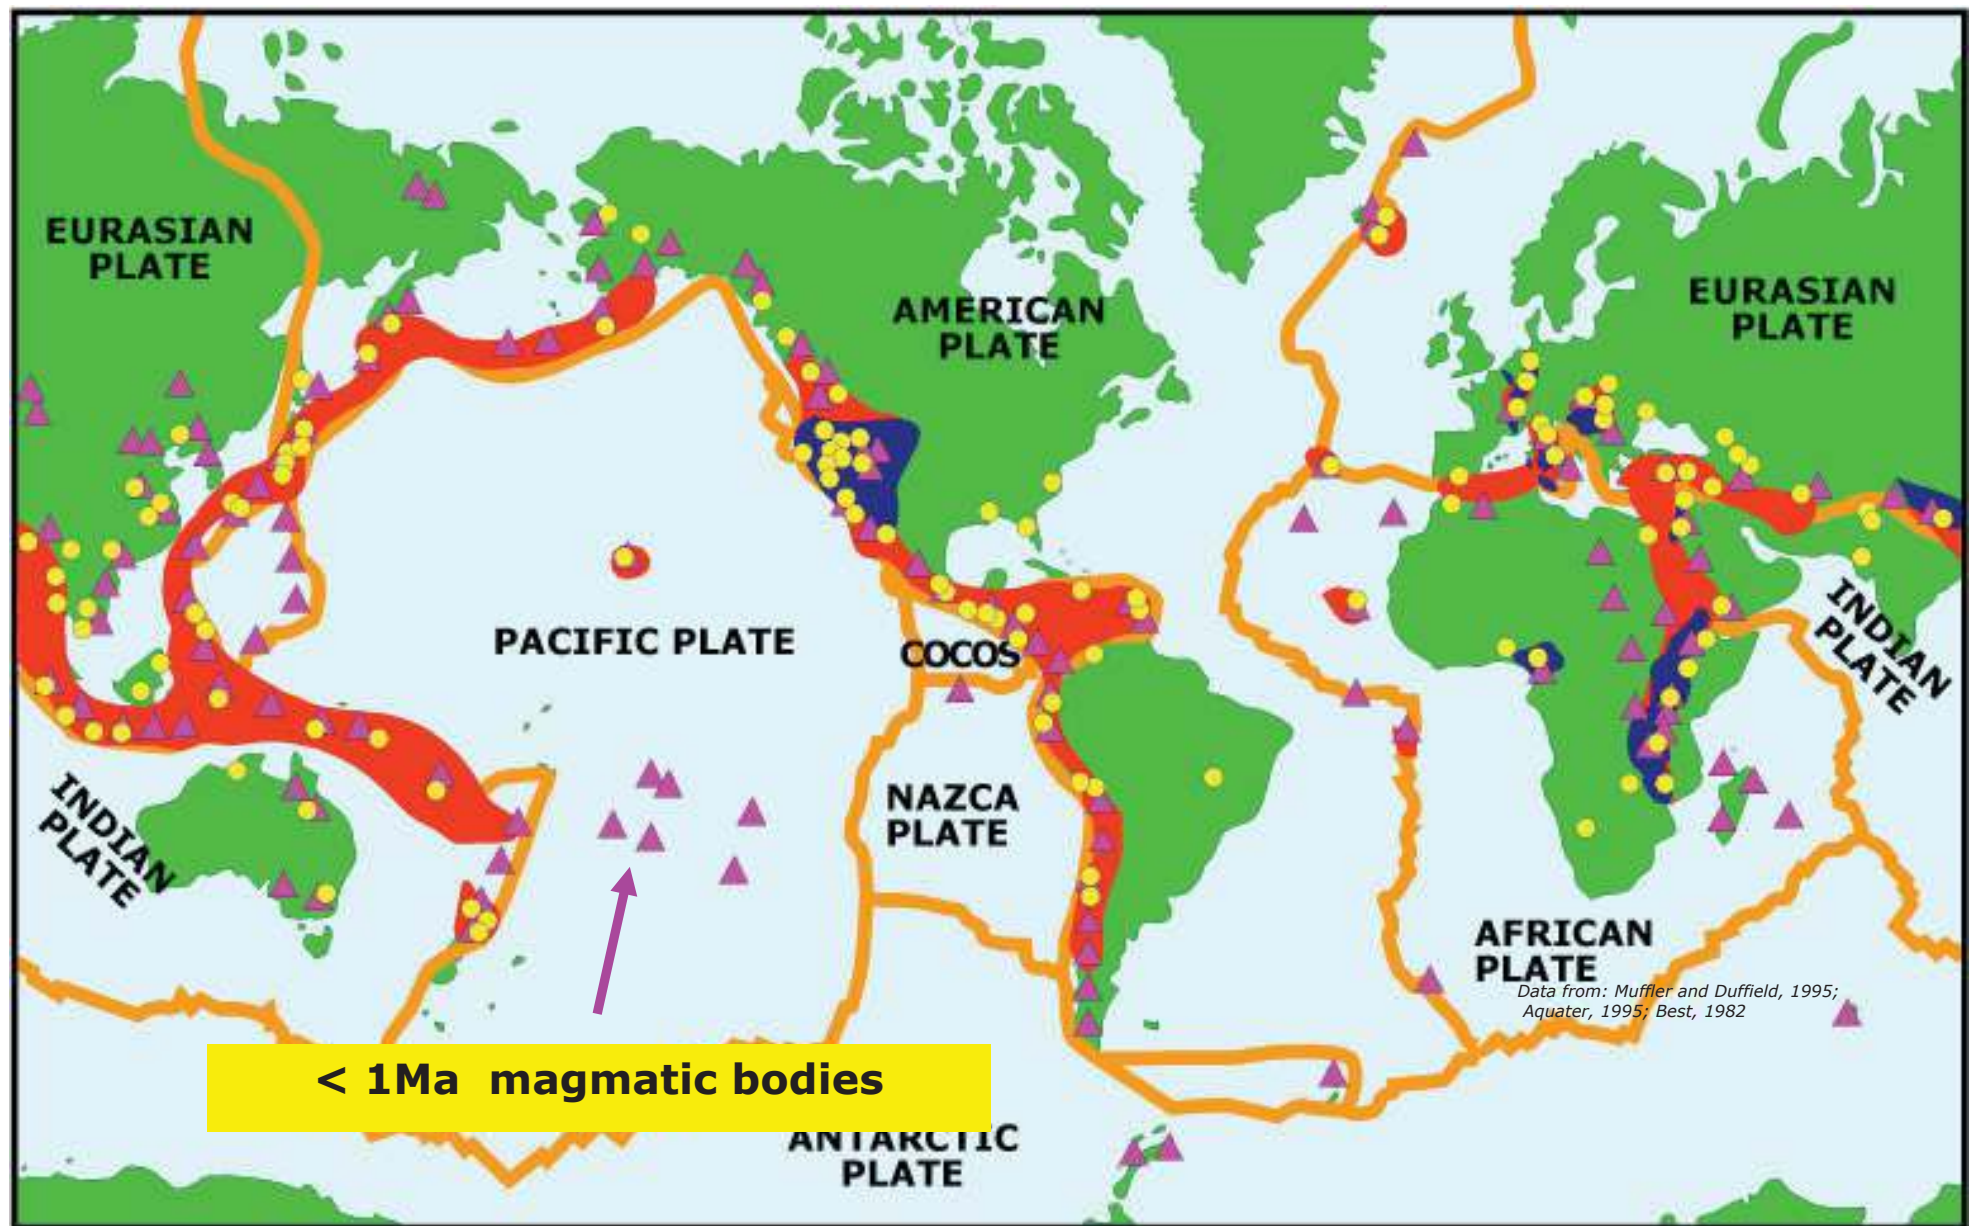 EURASIAN
PLATE
AMERICAN
PLATE
EURASIAN
PLATE
PACIFIC PLATE
COCOS
INDIAN
PLATE
INDIAN
PLATE
NAZCA
PLATE
AFRICAN
PLATE
Data from: Muffler and Duffield, 1995;
Aquater, 1995; Best, 1982
< 1Ma magmatic bodies
ANTARCTIC
PLATE